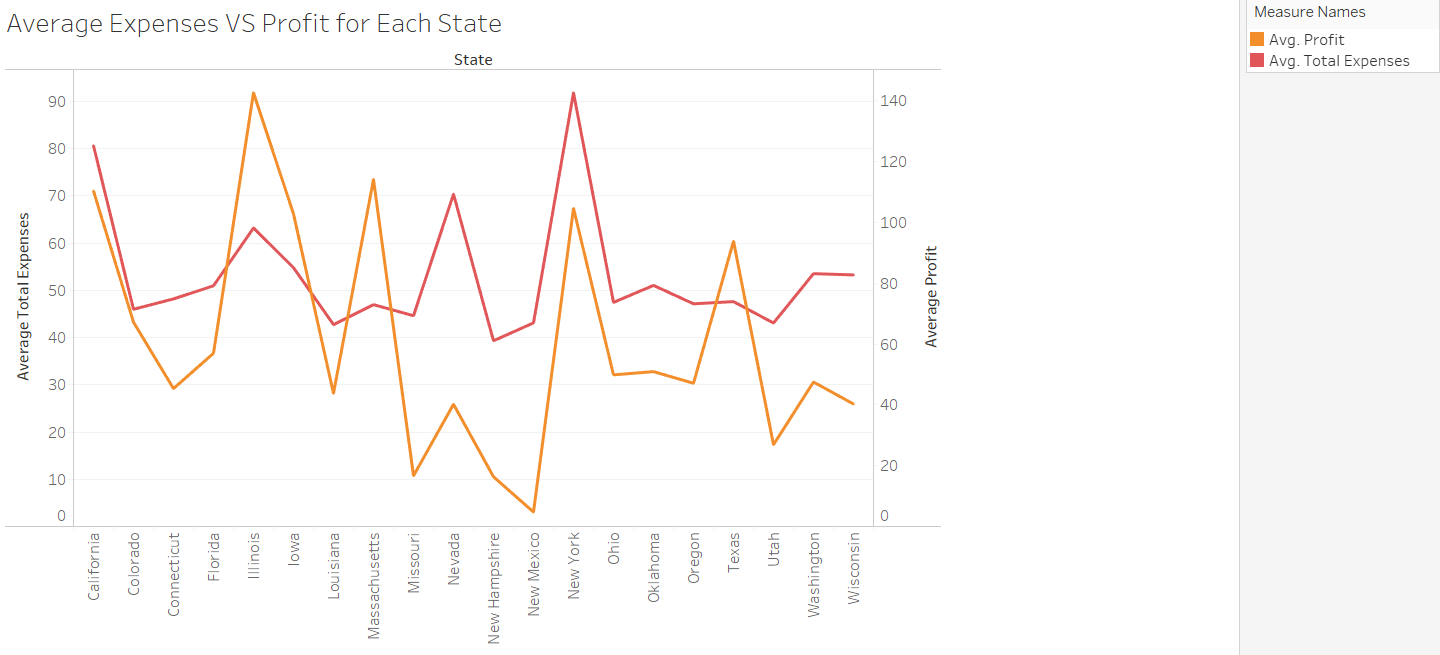 Average Expenses VS Profit for Each State
State
Average Total Expenses
90
80
70
60
50
40
30
20
10
0
140
120
100
80
60
40
20
0
Average Profit
California
Colorado
Connecticut
Florida
Illinois
Iowa
Louisiana
Massachusetts
Missouri
Nevada
New Hampshire
New Mexico
New York
Ohio
Oklahoma
Oregon
Texas
Utah
Washington
Wisconsin
Measure Names
Avg. Profit
Avg. Total Expenses